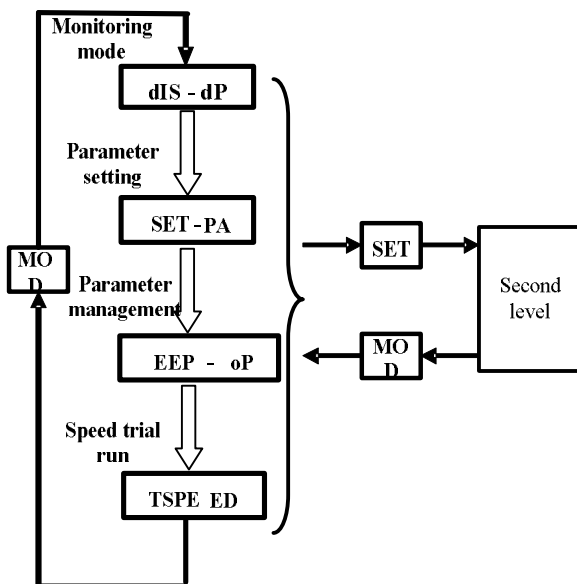 Monitoring
mode
dIS - dP
Parameter
setting
SET - PA
MO
D
Parameter
management
EEP - oP
Speed trial
run
TSPE ED
SET
MO
D
Second
level